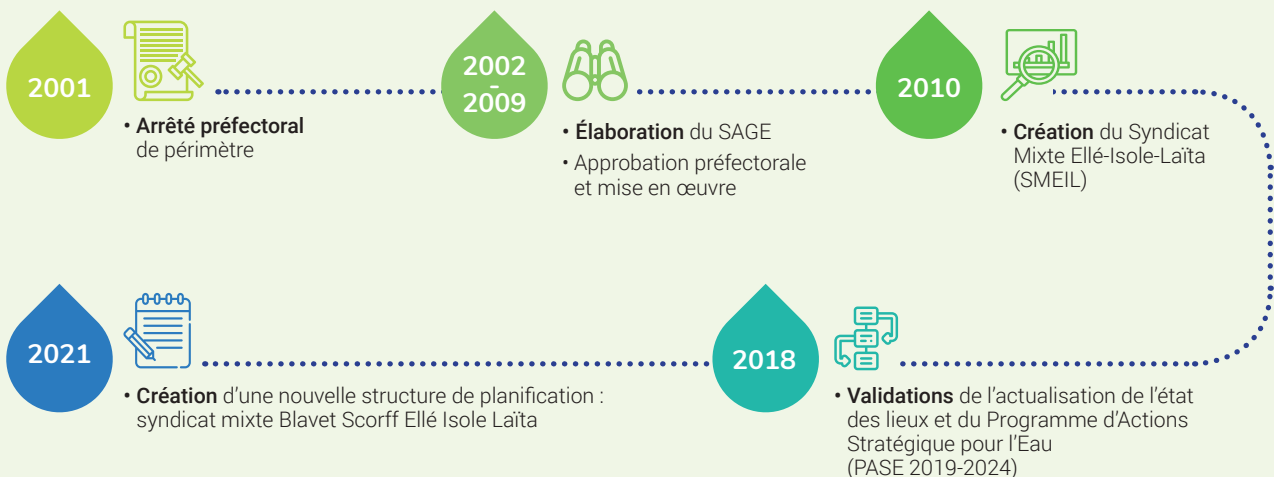 2001
• Arrêté préfectoral
de périmètre
2002
-
2009
• Élaboration du SAGE
• Approbation préfectorale
et mise en œuvre
2010
• Création du Syndicat
Mixte Ellé-Isole-Laïta
(SMEIL)
2018
• Validations de l’actualisation de l’état
des lieux et du Programme d’Actions
Stratégique pour l’Eau
(PASE 2019-2024)
2021
• Création d’une nouvelle structure de planification :
syndicat mixte Blavet Scorff Ellé Isole Laïta